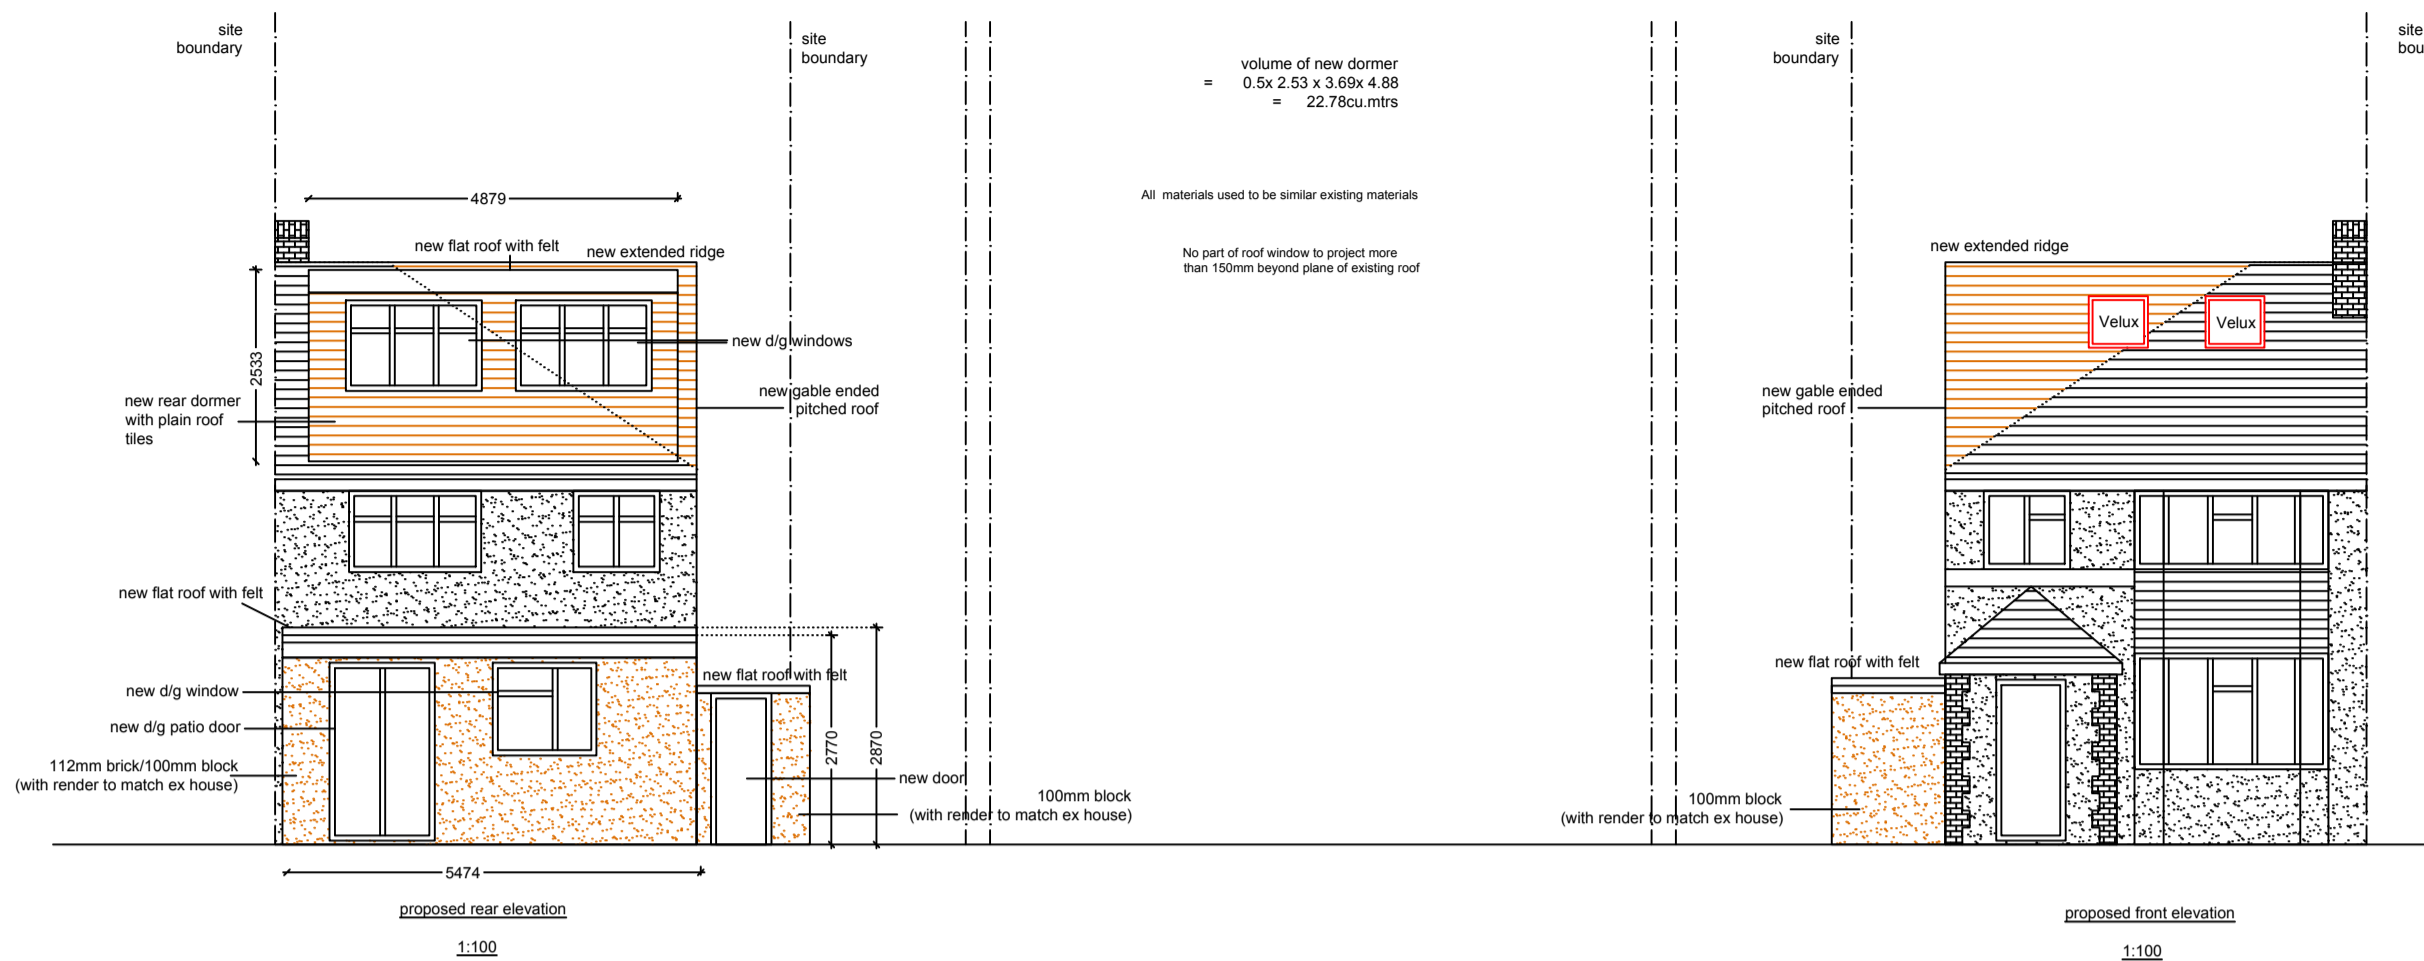 site
boundary
site
boundary
volume of new dormer
= 0.5x 2.53 x 3.69x 4.88
= 22.78cu.mtrs
All materials used to be similar existing materials
No part of roof window to project more
than 150mm beyond plane of existing roof
site
boundary
site
bou
4879
new flat roof with felt
new extended ridge
2533
new d/g windows
new gable ended
pitched roof
new rear dormer
with plain roof
tiles
new flat roof with felt
new flat roof with felt
new d/g window
new d/g patio door
112mm brick/100mm block
(with render to match ex house)
2770
2870
new door
100mm block
(with render to match ex house)
5474
proposed rear elevation
1:100
new extended ridge
Velux
Velux
new gable ended
pitched roof
new flat roof with felt
100mm block
(with render to match ex house)
proposed front elevation
1:100